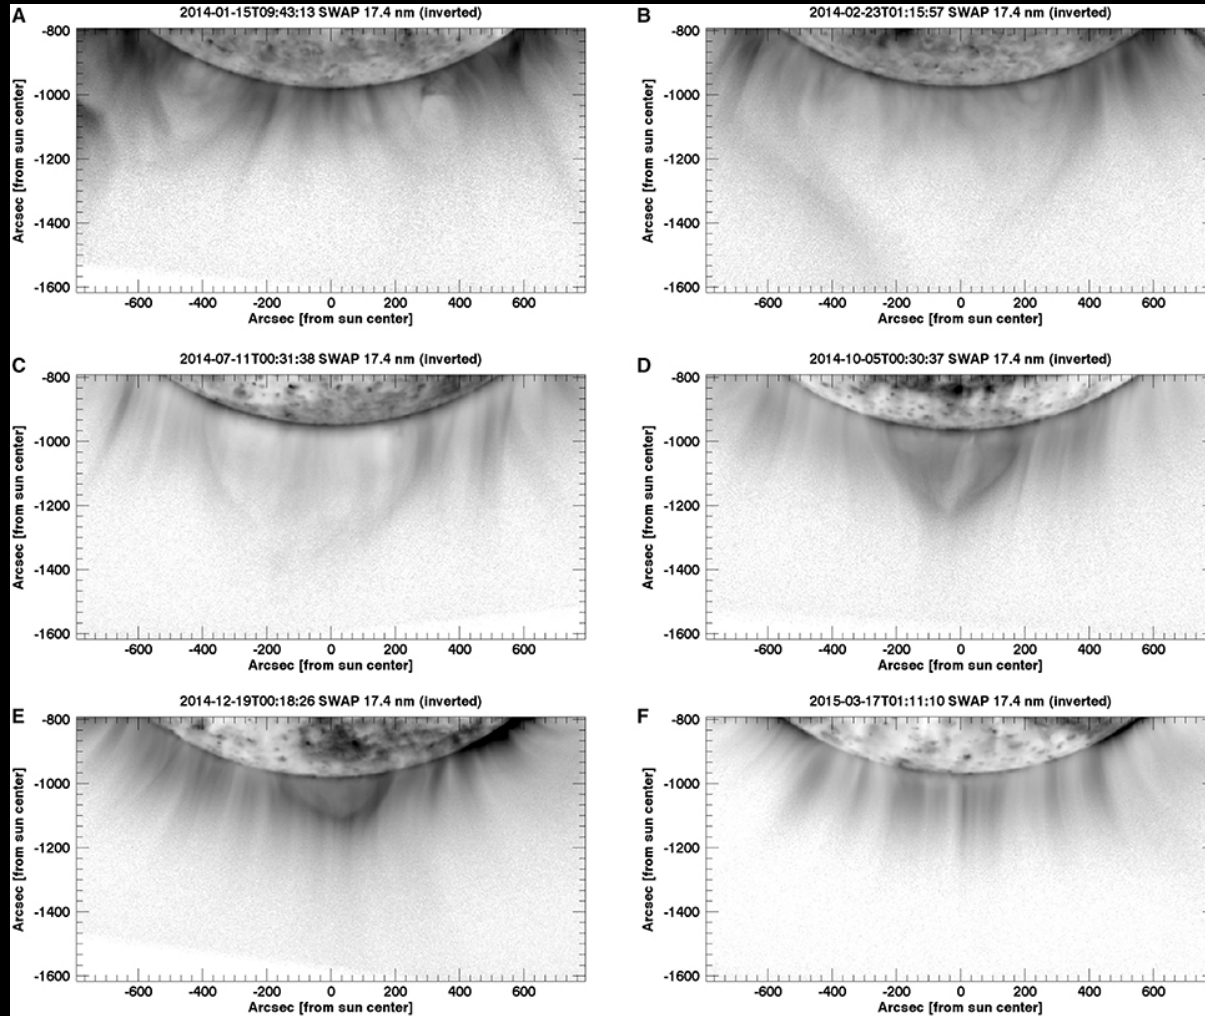 A
2014-01-15T09:43:13 SWAP 17.4 nm (inverted)
-800
-1000
-1200
-1400
-1600
Arcsec [from sun center]
-600 -400 -200 0 200 400 600
Arcsec [from sun center]
B
2014-02-23T01:15:57 SWAP 17.4 nm (inverted)
-800
-1000
-1200
-1400
-1600
Arcsec [from sun center]
-600 -400 -200 0 200 400 600
Arcsec [from sun center]
C
2014-07-11T00:31:38 SWAP 17.4 nm (inverted)
-800
-1000
-1200
-1400
-1600
Arcsec [from sun center]
-600 -400 -200 0 200 400 600
Arcsec [from sun center]
D
2014-10-05T00:30:37 SWAP 17.4 nm (inverted)
-800
-1000
-1200
-1400
-1600
Arcsec [from sun center]
-600 -400 -200 0 200 400 600
Arcsec [from sun center]
E
2014-12-19T00:18:26 SWAP 17.4 nm (inverted)
-800
-1000
-1200
-1400
-1600
Arcsec [from sun center]
-600 -400 -200 0 200 400 600
Arcsec [from sun center]
F
2015-03-17T01:11:10 SWAP 17.4 nm (inverted)
-800
-1000
-1200
-1400
-1600
Arcsec [from sun center]
-600 -400 -200 0 200 400 600
Arcsec [from sun center]